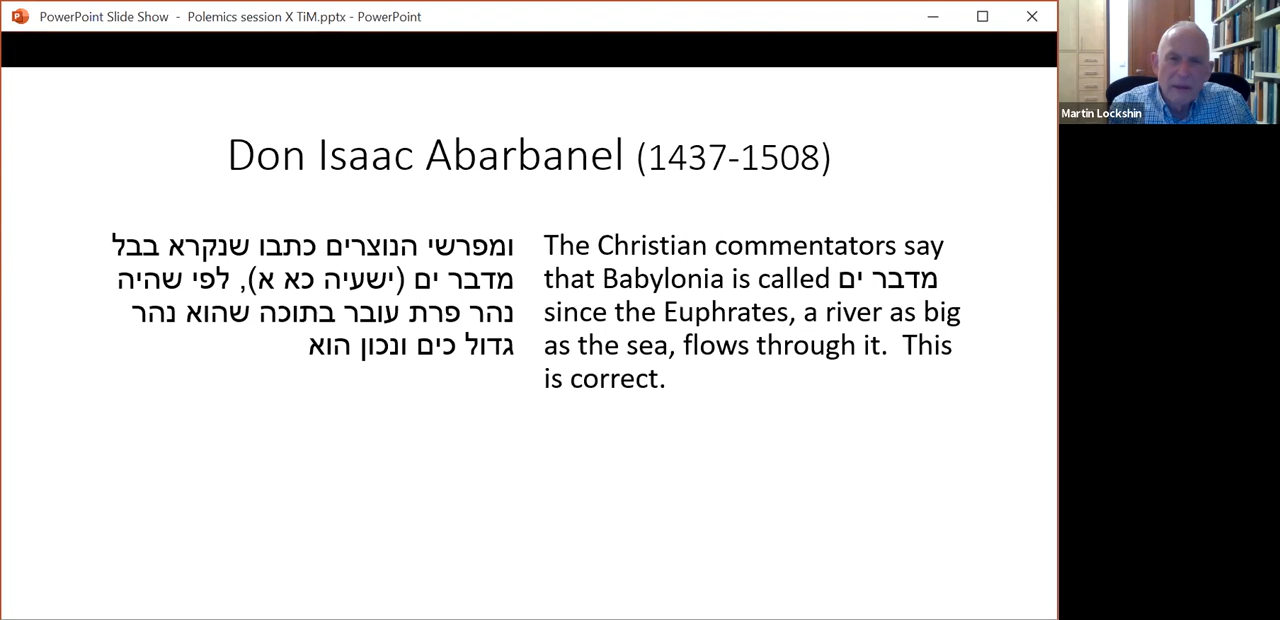 PowerPoint Slide Show - Polemics session X TiM.pptx - PowerPoint
Martin Lockshin
Don Isaac Abarbanel (1437-1508)
ומפרשי הנוצרים כתבו שנקרא בבל
מדבר ים (ישעיה כא א), לפי שהיה
נהר פרת עובר בתוכה שהוא נהר
גדול כים ונכון הוא
The Christian commentators say
that Babylonia is called מדבר ים
since the Euphrates, a river as big
as the sea, flows through it. This
is correct.